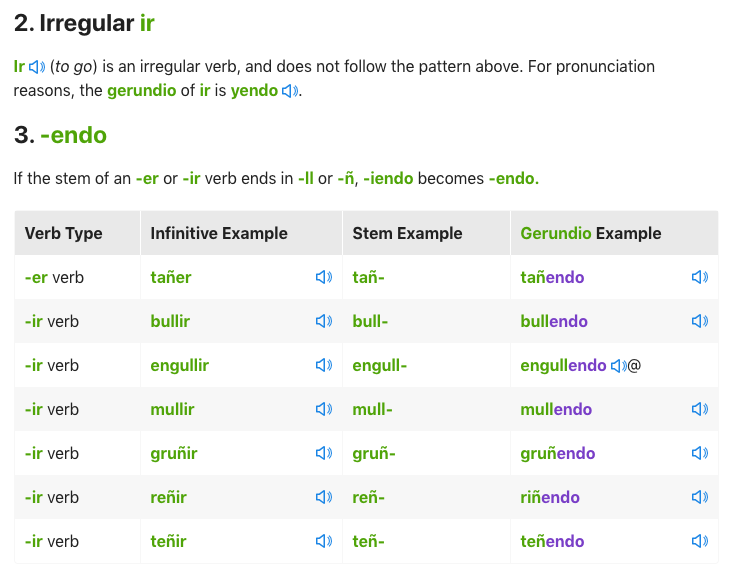 2. Irregular ir
Ir (to go) is an irregular verb, and does not follow the pattern above. For pronunciation
reasons, the gerundio of ir is yendo.
3. -endo
If the stem of an -er or -ir verb ends in -ll or -ñ, -iendo becomes -endo.
Verb Type Infinitive Example Stem Example Gerundio Example
-er verb tañer tañ- tañendo
-ir verb bullir bull- bullendo
-ir verb engullir engull- engullendo @
-ir verb mullir mull- mullendo
-ir verb gruñir gruñ- gruñendo
-ir verb reñir reñ- riñendo
-ir verb teñir teñ- teñendo